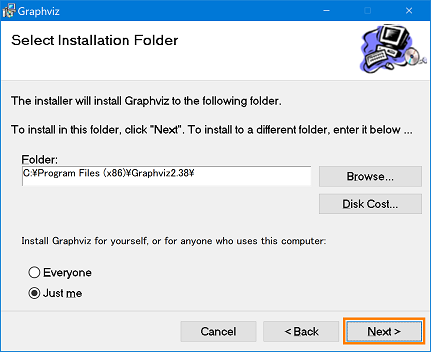 Graphviz
Select Installation Folder
The installer will install Graphviz to the following folder.
To install in this folder, click "Next". To install to a different folder, enter it below ...
Folder:
C:¥Program Files (x86)¥Graphviz2.38¥
Browse...
Disk Cost...
Install Graphviz for yourself, or for anyone who uses this computer:
Everyone
Just me
Cancel
< Back
Next >